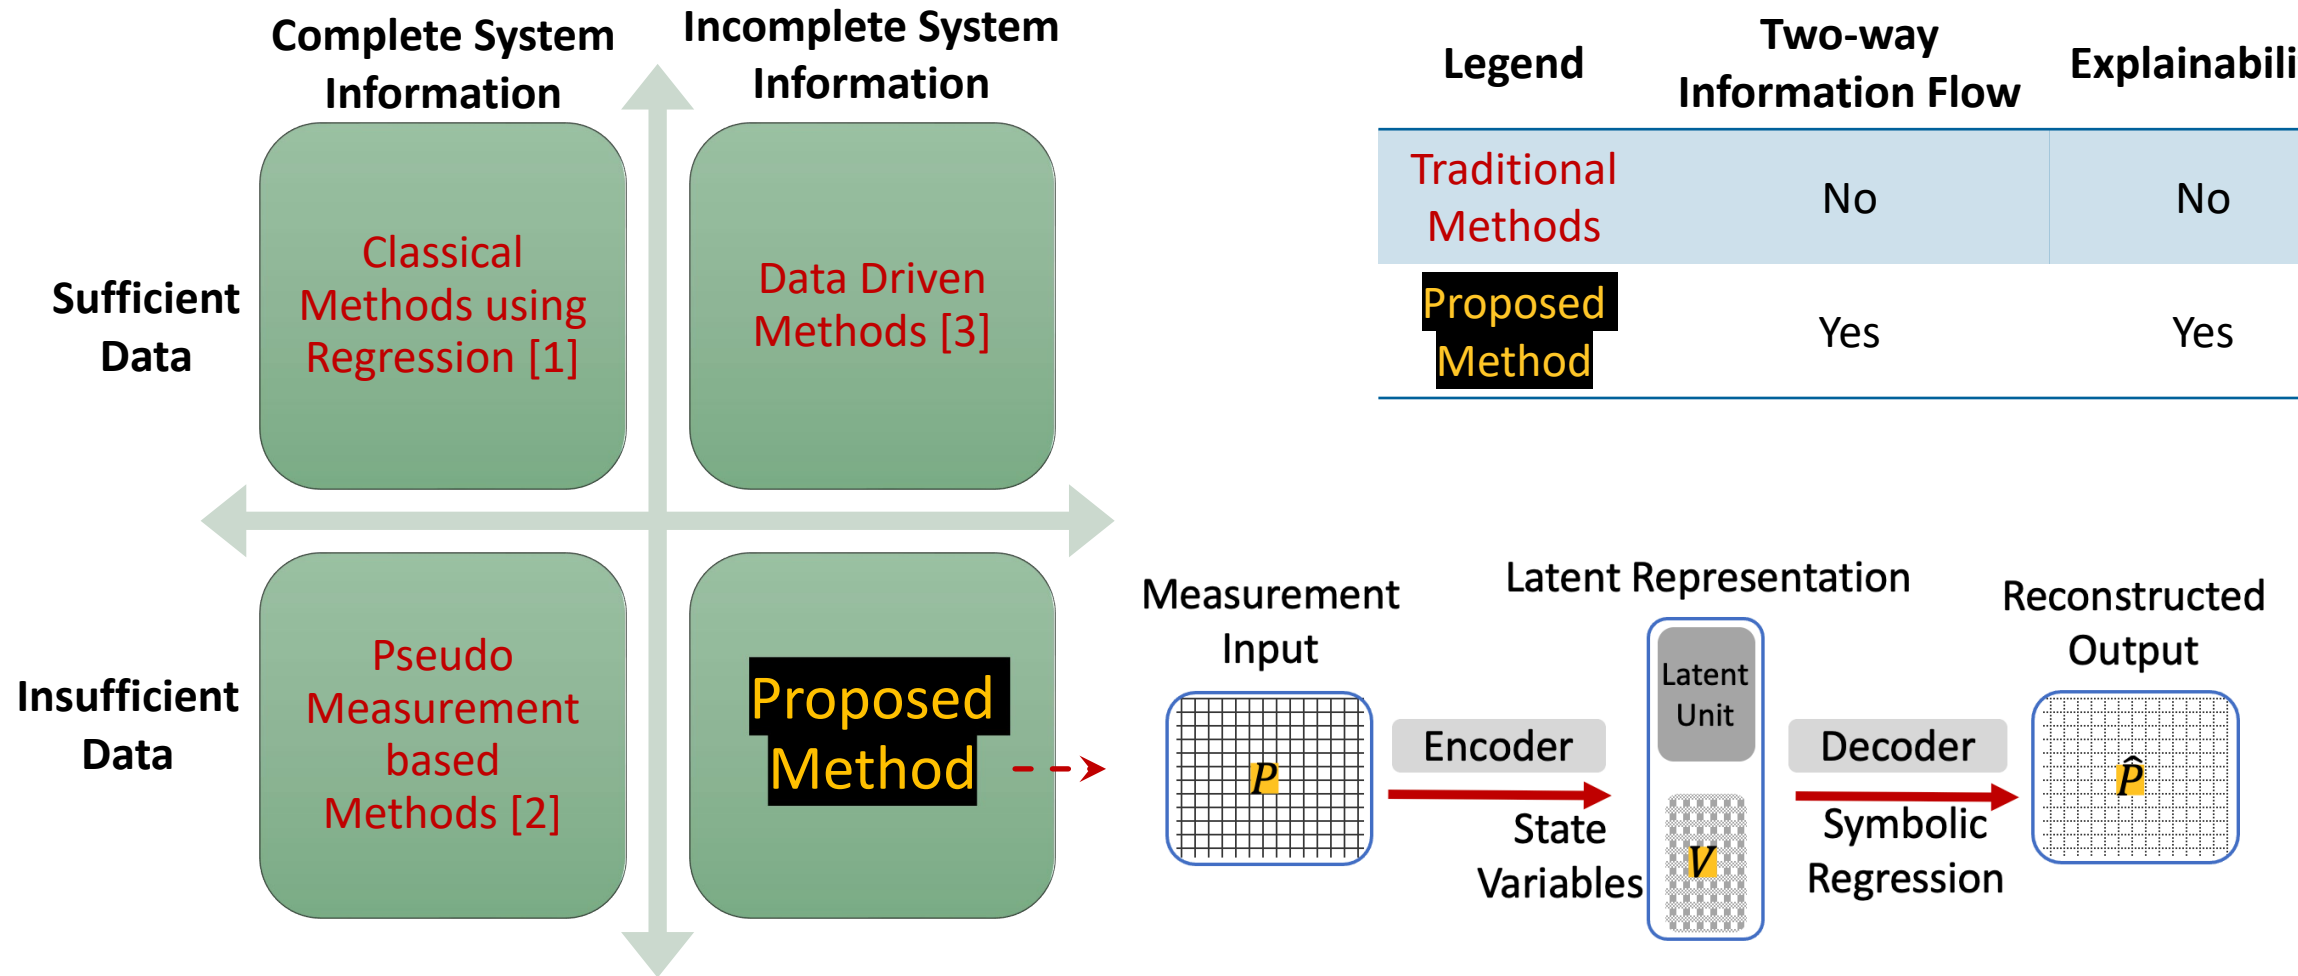 Complete System
Information
Incomplete System
Information
Sufficient
Data
Classical
Methods using
Regression [1]
Data Driven
Methods [3]
Insufficient
Data
Pseudo
Measurement
based
Methods [2]
Proposed
Method
Legend
Two-way
Information Flow
Explainabili
Traditional
Methods
No
No
Proposed
Method
Yes
Yes
Measurement
Input
P
Encoder
State
Variables
Latent Representation
Latent
Unit
V
Decoder
Symbolic
Regression
Reconstructed
Output
P̂